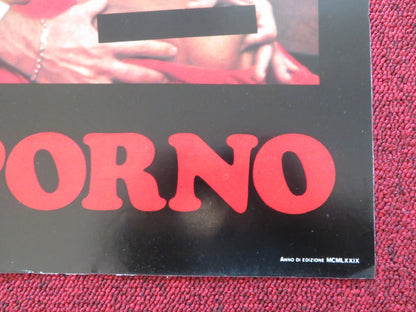 PORNO
ANNO DI EDIZIONE MCMLXXIX